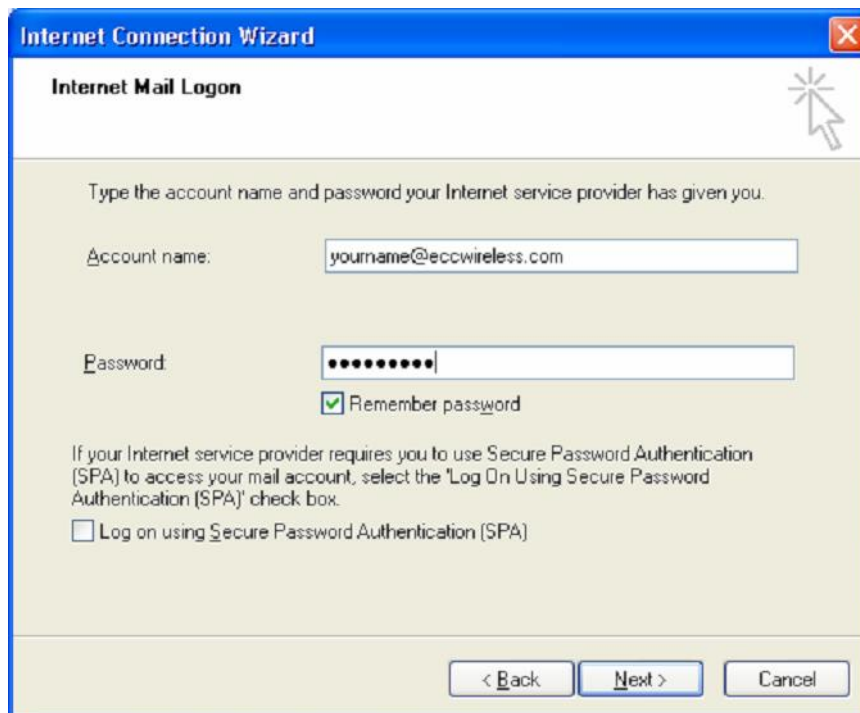 Internet Connection Wizard
Internet Mail Logon
Type the account name and password your Internet service provider has given you.
Account name: yourname@eccwireless.com
Password: •••••••••
Remember password
If your Internet service provider requires you to use Secure Password Authentication
(SPA) to access your mail account, select the 'Log On Using Secure Password
Authentication (SPA)' check box.
Log on using Secure Password Authentication (SPA)
< Back Next > Cancel